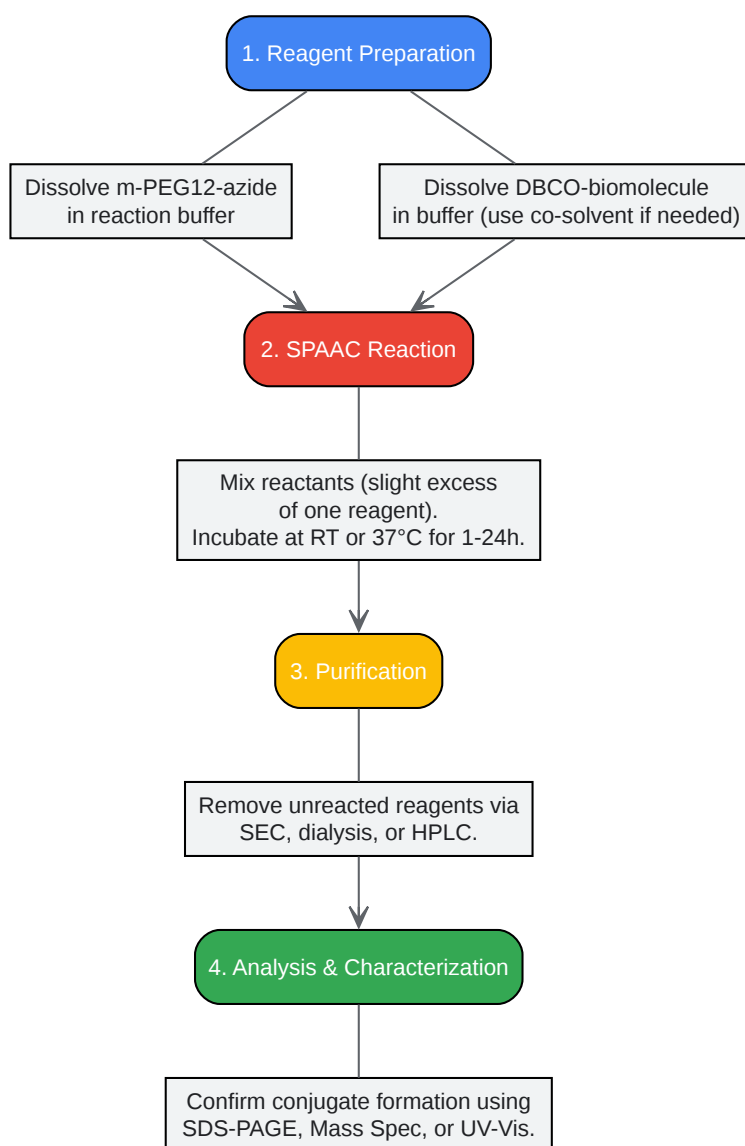 1. Reagent Preparation
Dissolve m-PEG12-azide
in reaction buffer
Dissolve DBCO-biomolecule
in buffer (use co-solvent if needed)
2. SPAAC Reaction
Mix reactants (slight excess
of one reagent).
Incubate at RT or 37°C for 1-24h.
3. Purification
Remove unreacted reagents via
SEC, dialysis, or HPLC.
4. Analysis & Characterization
Confirm conjugate formation using
SDS-PAGE, Mass Spec, or UV-Vis.